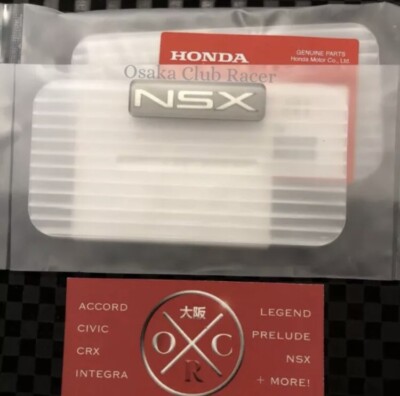 HONDA
GENUINE PARTS
Honda Motor Co., Ltd.
Osaka Club Racer
NSX
ACCORD
CIVIC
CRX
INTEGRA
大阪
O C
R
LEGEND
PRELUDE
NSX
+ MORE!